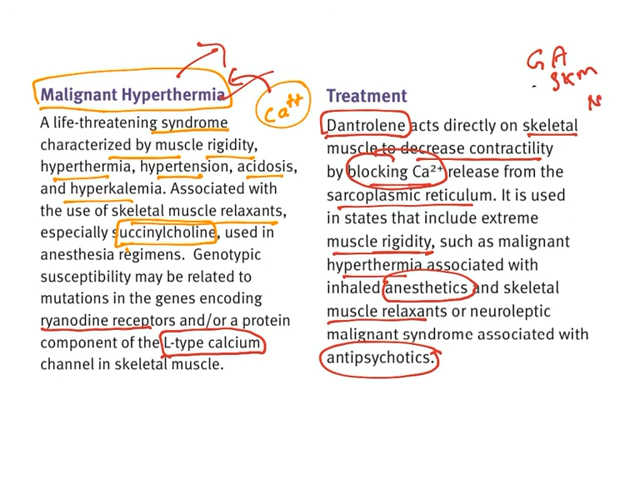 GA
SKM
N
Malignant Hyperthermia
Ca++
Treatment
A life-threatening syndrome
characterized by muscle rigidity,
hyperthermia, hypertension, acidosis,
and hyperkalemia. Associated with
the use of skeletal muscle relaxants,
especially succinylcholine, used in
anesthesia regimens. Genotypic
susceptibility may be related to
mutations in the genes encoding
ryanodine receptors and/or a protein
component of the L-type calcium
channel in skeletal muscle.
Dantrolene acts directly on skeletal
muscle to decrease contractility
by blocking Ca²⁺ release from the
sarcoplasmic reticulum. It is used
in states that include extreme
muscle rigidity, such as malignant
hyperthermia associated with
inhaled anesthetics and skeletal
muscle relaxants or neuroleptic
malignant syndrome associated with
antipsychotics.